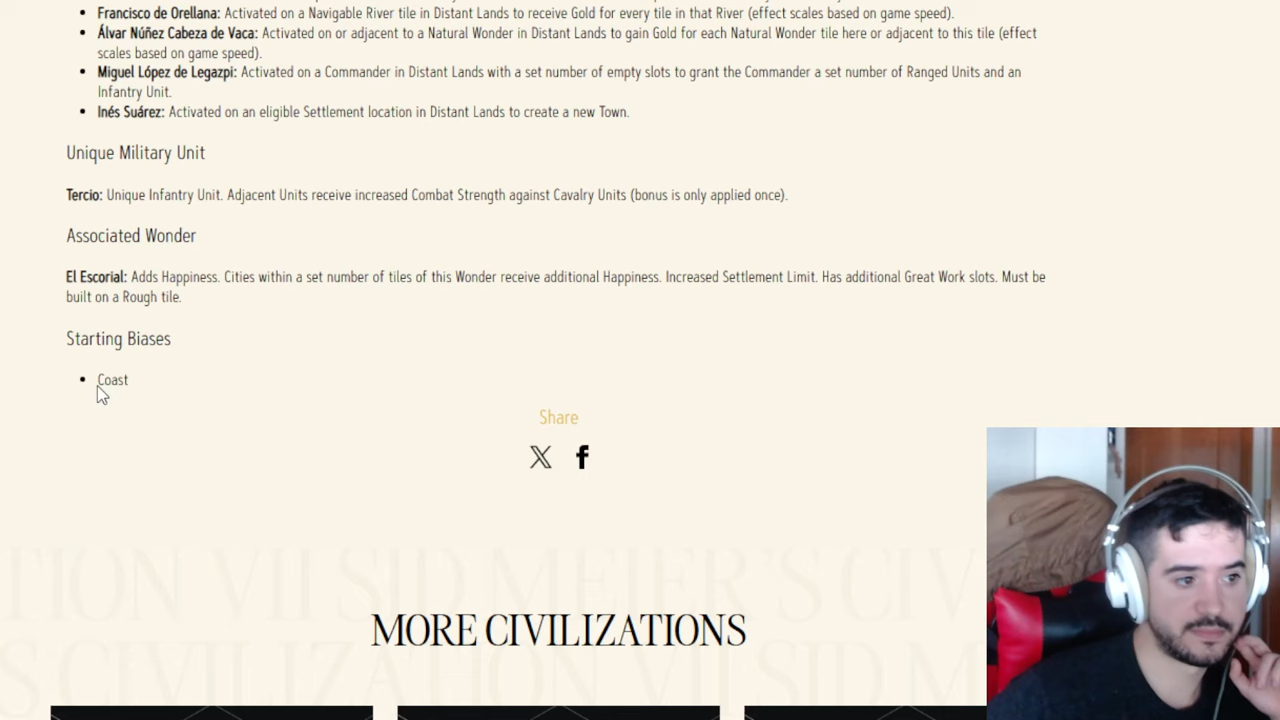 Francisco de Orellana: Activated on a Navigable River tile in Distant Lands to receive Gold for every tile in that River (effect scales based on game speed).
Álvar Núñez Cabeza de Vaca: Activated on or adjacent to a Natural Wonder in Distant Lands to gain Gold for each Natural Wonder tile here or adjacent to this tile (effect
scales based on game speed).
Miguel López de Legazpi: Activated on a Commander in Distant Lands with a set number of empty slots to grant the Commander a set number of Ranged Units and an
Infantry Unit.
Inés Suárez: Activated on an eligible Settlement location in Distant Lands to create a new Town.
Unique Military Unit
Tercio: Unique Infantry Unit. Adjacent Units receive increased Combat Strength against Cavalry Units (bonus is only applied once).
Associated Wonder
El Escorial: Adds Happiness. Cities within a set number of tiles of this Wonder receive additional Happiness. Increased Settlement Limit. Has additional Great Work slots. Must be
built on a Rough tile.
Starting Biases
Coast
Share
TION VII SID MEIER'S CIV
MORE CIVILIZATIONS
S CIVILIZATION VII SID M